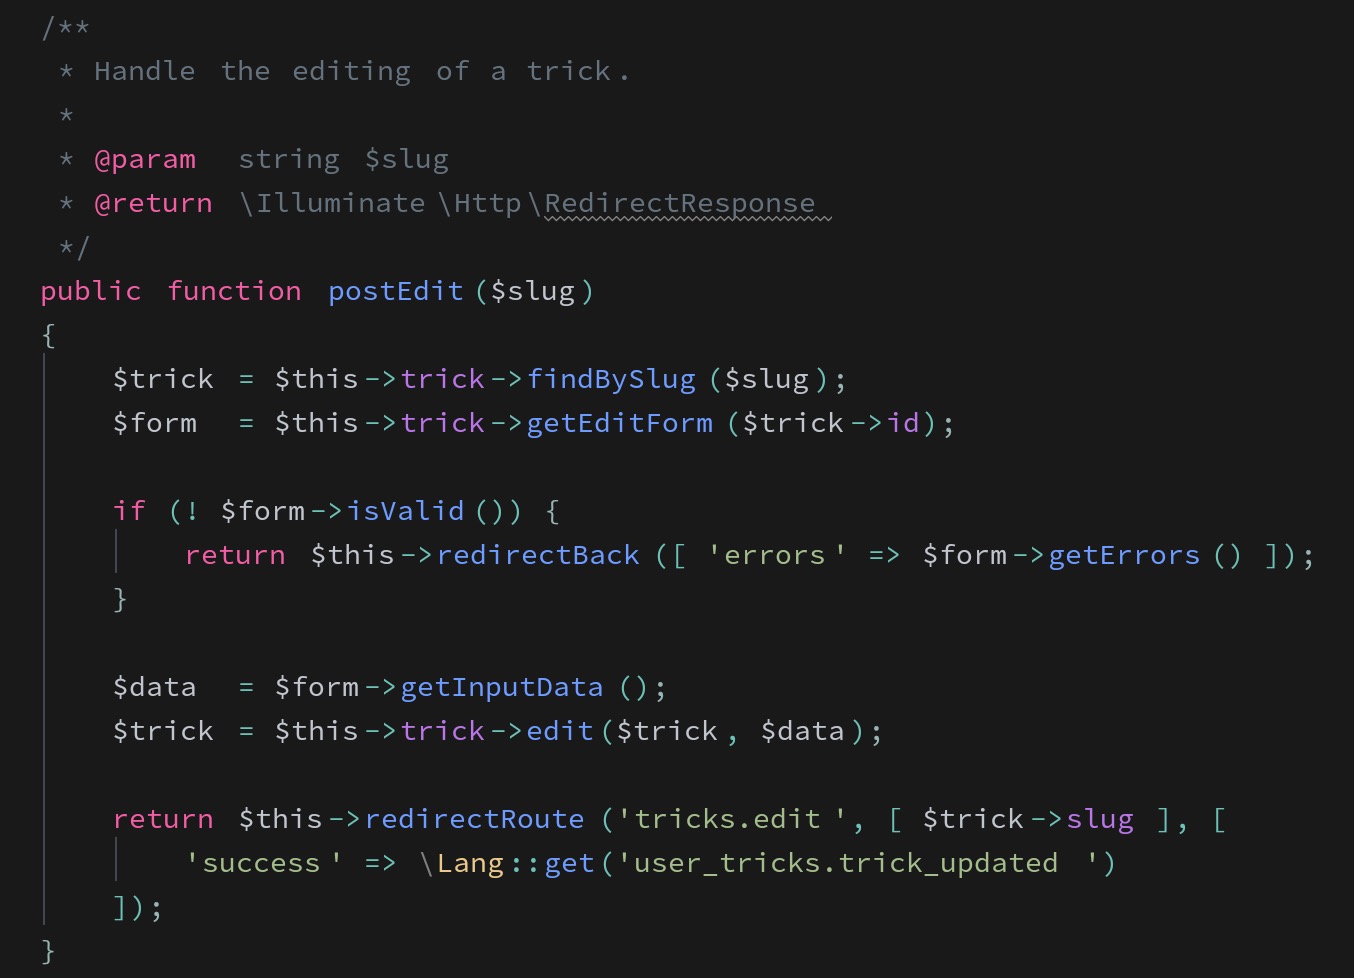 /**
 * Handle the editing of a trick.
 *
 * @param  string $slug
 * @return \Illuminate\Http\RedirectResponse
 */
public function postEdit($slug)
{
    $trick = $this->trick->findBySlug($slug);
    $form  = $this->trick->getEditForm($trick->id);

    if (! $form->isValid()) {
        return $this->redirectBack([ 'errors' => $form->getErrors() ]);
    }

    $data  = $form->getInputData();
    $trick = $this->trick->edit($trick, $data);

    return $this->redirectRoute('tricks.edit', [ $trick->slug ], [
        'success' => \Lang::get('user_tricks.trick_updated')
    ]);
}